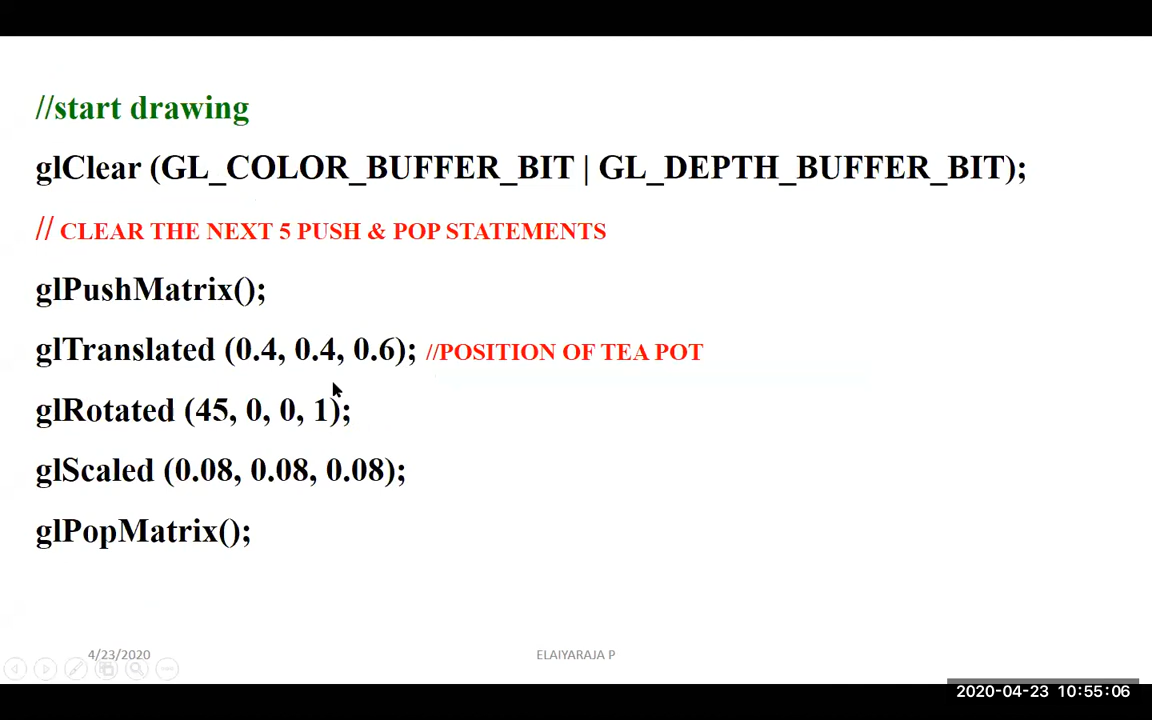 //start drawing
glClear (GL_COLOR_BUFFER_BIT | GL_DEPTH_BUFFER_BIT);
// CLEAR THE NEXT 5 PUSH & POP STATEMENTS
glPushMatrix();
glTranslated (0.4, 0.4, 0.6); //POSITION OF TEA POT
glRotated (45, 0, 0, 1);
glScaled (0.08, 0.08, 0.08);
glPopMatrix();
4/23/2020 ELAIYARAJA P
2020-04-23 10:55:06